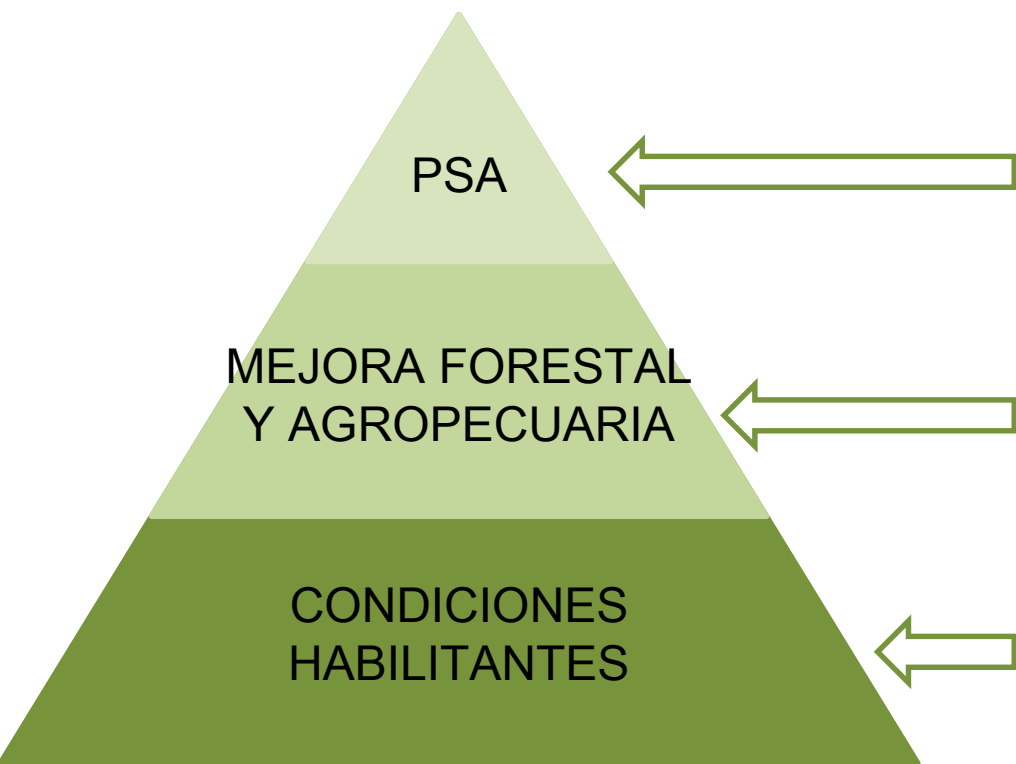 PSA
MEJORA FORESTAL
Y AGROPECUARIA
CONDICIONES
HABILITANTES